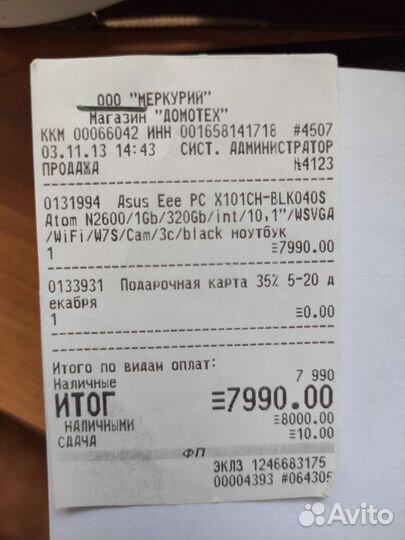 ООО "МЕРКУРИЙ"
Магазин "ДОМОТЕХ"
ККМ 00066042 ИНН 001658141718 #4507
03.11.13 14:43 СИСТ. АДМИНИСТРАТОР
ПРОДАЖА №4123
0131994 Asus Eee PC X101CH-BLK040S
Atom N2600/1Gb/320Gb/int/10,1"/WSVGA
/WiFi/W7S/Cam/3c/black ноутбук
1 ≡7990.00
0133931 Подарочная карта 35% 5-20 д
екабря
1 ≡0.00
Итого по видам оплат:
Наличные 7 990
ИТОГ ≡7990.00
НАЛИЧНЫМИ ≡8000.00
СДАЧА ≡10.00
ФП
ЭКЛЗ 1246683175
00004393 #064305
Avito